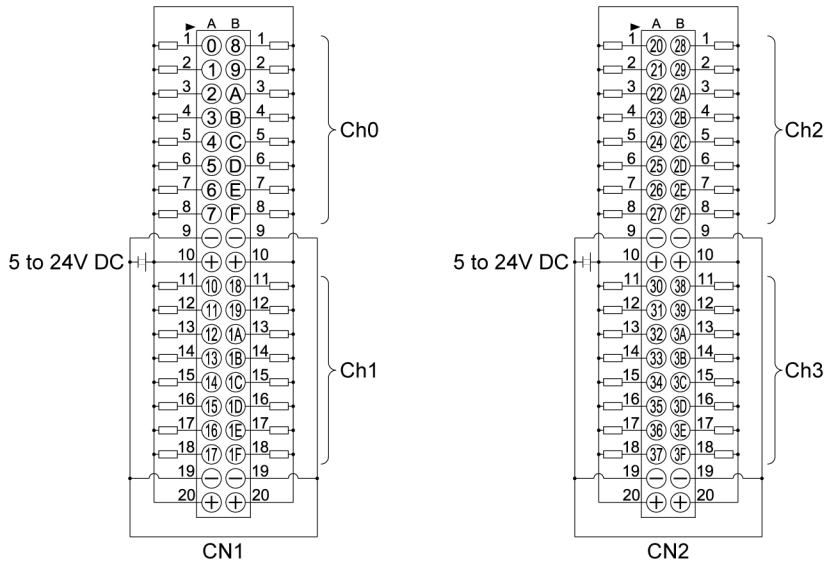 A B
1 0 8 1
2 1 9 2
3 2 A 3
4 3 B 4
5 4 C 5
6 5 D 6
7 6 E 7
8 7 F 8
Ch0
9 − − 9
5 to 24V DC 10 + + 10
11 10 18 11
12 11 19 12
13 12 1A 13
14 13 1B 14
15 14 1C 15
16 15 1D 16
17 16 1E 17
18 17 1F 18
Ch1
19 − − 19
20 + + 20
CN1
A B
1 20 28 1
2 21 29 2
3 22 2A 3
4 23 2B 4
5 24 2C 5
6 25 2D 6
7 26 2E 7
8 27 2F 8
Ch2
9 − − 9
5 to 24V DC 10 + + 10
11 30 38 11
12 31 39 12
13 32 3A 13
14 33 3B 14
15 34 3C 15
16 35 3D 16
17 36 3E 17
18 37 3F 18
Ch3
19 − − 19
20 + + 20
CN2